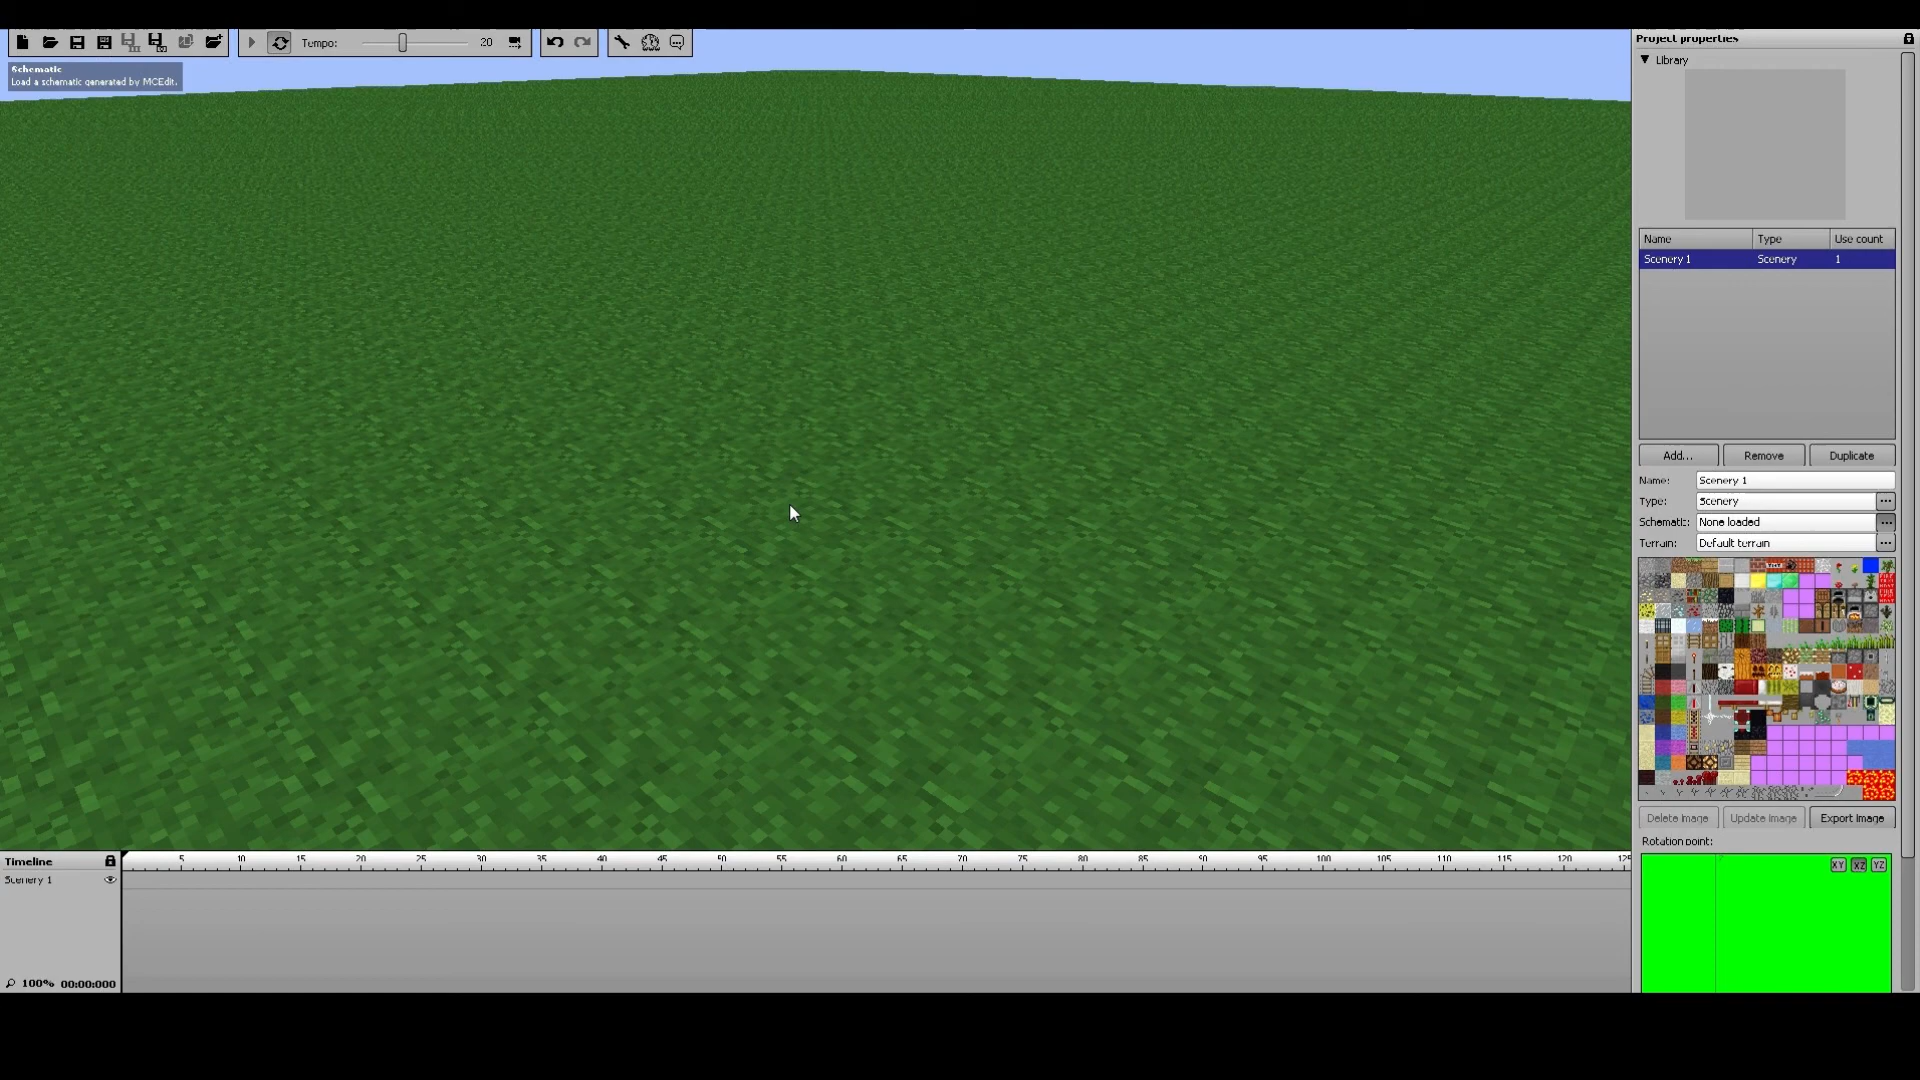 Tempo: 20
Project properties
Library
Schematic
Load a schematic generated by MCEdit.
Name Type Use count
Scenery 1 Scenery 1
Add... Remove Duplicate
Name: Scenery 1
Type: Scenery ...
Schematic: None loaded ...
Terrain: Default terrain ...
Delete image Update image Export image
Rotation point:
XY XZ YZ
Timeline
5 10 15 20 25 30 35 40 45 50 55 60 65 70 75 80 85 90 95 100 105 110 115 120 125
Scenery 1
100% 00:00:000